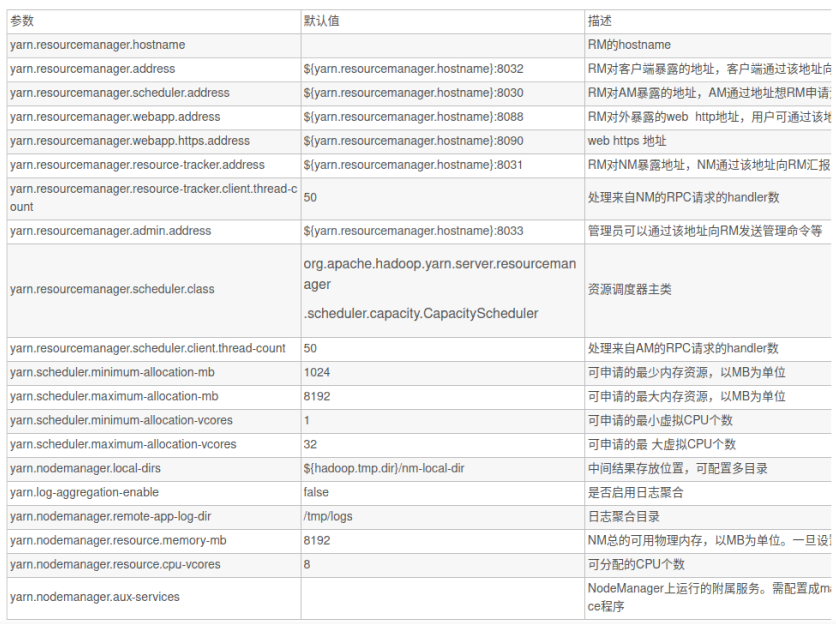 参数 默认值 描述
yarn.resourcemanager.hostname RM的hostname
yarn.resourcemanager.address ${yarn.resourcemanager.hostname}:8032 RM对客户端暴露的地址，客户端通过该地址向
yarn.resourcemanager.scheduler.address ${yarn.resourcemanager.hostname}:8030 RM对AM暴露的地址，AM通过地址想RM申请
yarn.resourcemanager.webapp.address ${yarn.resourcemanager.hostname}:8088 RM对外暴露的web http地址，用户可通过该地
yarn.resourcemanager.webapp.https.address ${yarn.resourcemanager.hostname}:8090 web https 地址
yarn.resourcemanager.resource-tracker.address ${yarn.resourcemanager.hostname}:8031 RM对NM暴露地址，NM通过该地址向RM汇报
yarn.resourcemanager.resource-tracker.client.thread-c
ount 50 处理来自NM的RPC请求的handler数
yarn.resourcemanager.admin.address ${yarn.resourcemanager.hostname}:8033 管理员可以通过该地址向RM发送管理命令等
yarn.resourcemanager.scheduler.class org.apache.hadoop.yarn.server.resourceman
ager
.scheduler.capacity.CapacityScheduler 资源调度器主类
yarn.resourcemanager.scheduler.client.thread-count 50 处理来自AM的RPC请求的handler数
yarn.scheduler.minimum-allocation-mb 1024 可申请的最少内存资源，以MB为单位
yarn.scheduler.maximum-allocation-mb 8192 可申请的最大内存资源，以MB为单位
yarn.scheduler.minimum-allocation-vcores 1 可申请的最小虚拟CPU个数
yarn.scheduler.maximum-allocation-vcores 32 可申请的最 大虚拟CPU个数
yarn.nodemanager.local-dirs ${hadoop.tmp.dir}/nm-local-dir 中间结果存放位置，可配置多目录
yarn.log-aggregation-enable false 是否启用日志聚合
yarn.nodemanager.remote-app-log-dir /tmp/logs 日志聚合目录
yarn.nodemanager.resource.memory-mb 8192 NM总的可用物理内存，以MB为单位。一旦设
yarn.nodemanager.resource.cpu-vcores 8 可分配的CPU个数
yarn.nodemanager.aux-services NodeManager上运行的附属服务。需配置成ma
ce程序